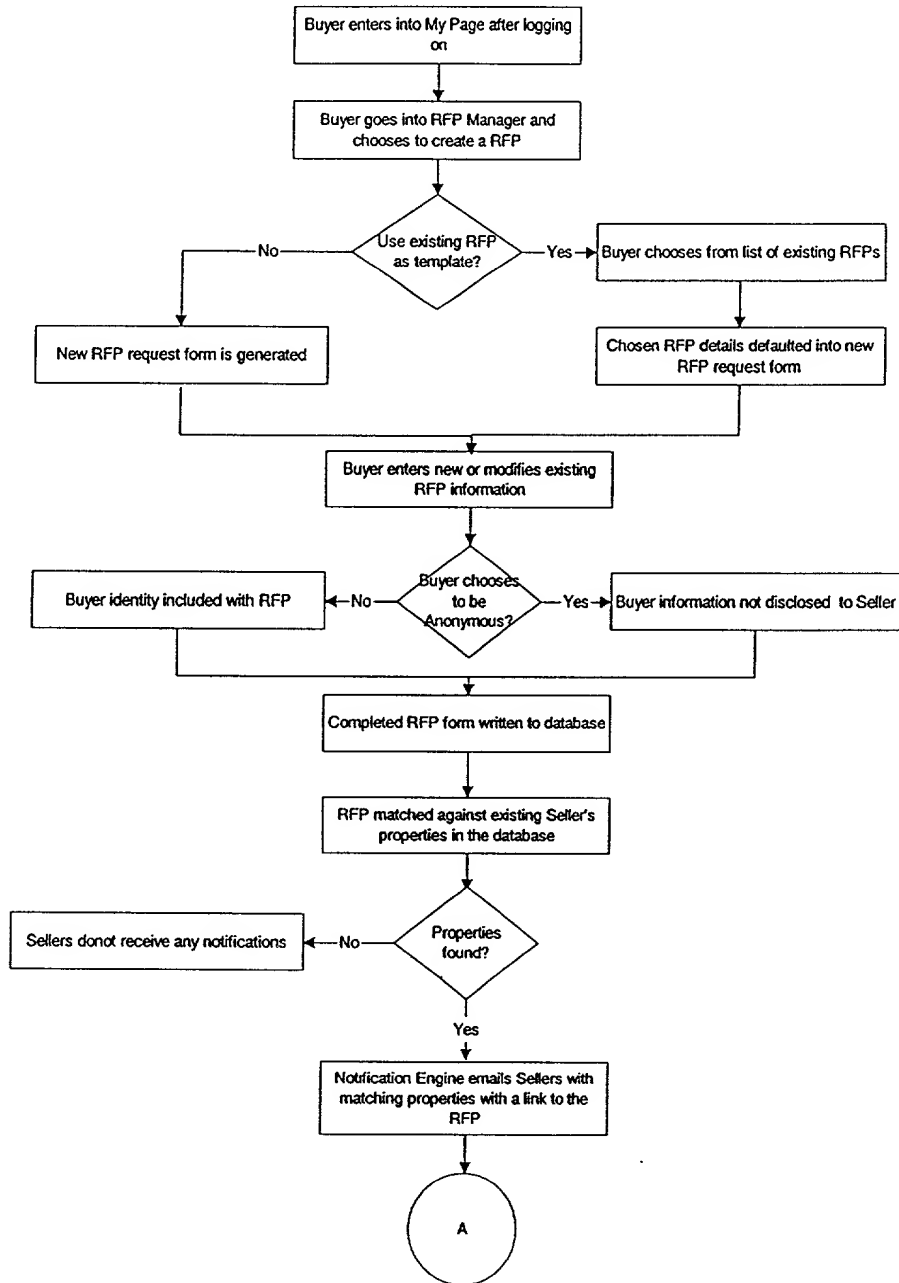 Buyer enters into My Page after logging
on
Buyer goes into RFP Manager and
chooses to create a RFP
Use existing RFP
as template?
No
Yes
Buyer chooses from list of existing RFPs
New RFP request form is generated
Chosen RFP details defaulted into new
RFP request form
Buyer enters new or modifies existing
RFP information
Buyer chooses
to be
Anonymous?
No
Yes
Buyer identity included with RFP
Buyer information not disclosed to Seller
Completed RFP form written to database
RFP matched against existing Seller's
properties in the database
Properties
found?
No
Sellers donot receive any notifications
Yes
Notification Engine emails Sellers with
matching properties with a link to the
RFP
A